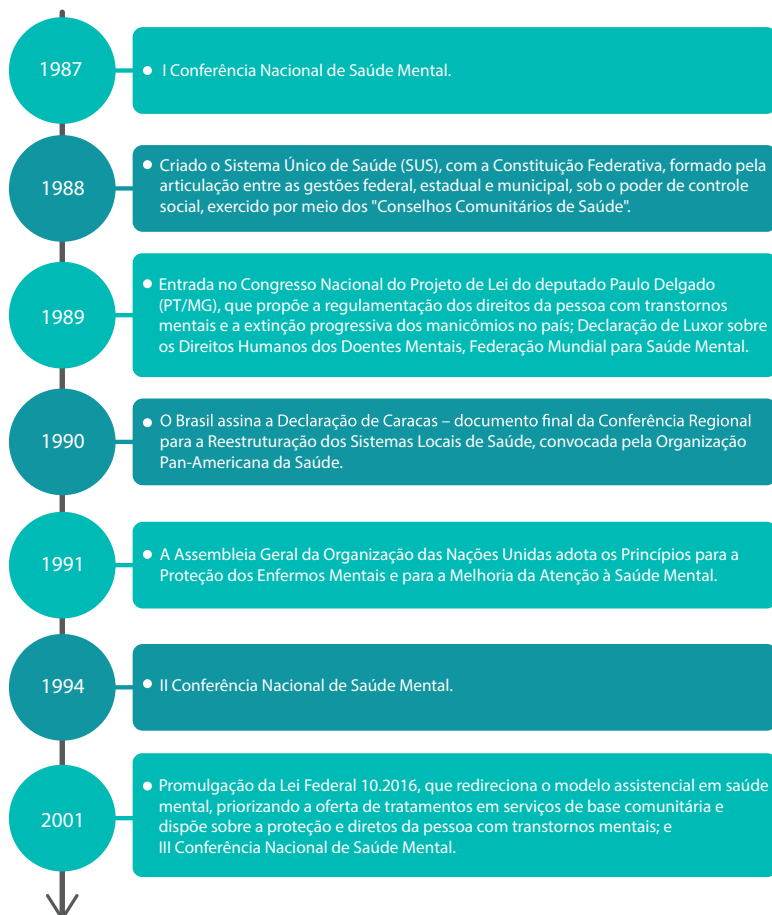 1987
I Conferência Nacional de Saúde Mental.
1988
Criado o Sistema Único de Saúde (SUS), com a Constituição Federativa, formado pela
articulação entre as gestões federal, estadual e municipal, sob o poder de controle
social, exercido por meio dos "Conselhos Comunitários de Saúde".
1989
Entrada no Congresso Nacional do Projeto de Lei do deputado Paulo Delgado
(PT/MG), que propõe a regulamentação dos direitos da pessoa com transtornos
mentais e a extinção progressiva dos manicômios no país; Declaração de Luxor sobre
os Direitos Humanos dos Doentes Mentais, Federação Mundial para Saúde Mental.
1990
O Brasil assina a Declaração de Caracas – documento final da Conferência Regional
para a Reestruturação dos Sistemas Locais de Saúde, convocada pela Organização
Pan-Americana da Saúde.
1991
A Assembleia Geral da Organização das Nações Unidas adota os Princípios para a
Proteção dos Enfermos Mentais e para a Melhoria da Atenção à Saúde Mental.
1994
II Conferência Nacional de Saúde Mental.
2001
Promulgação da Lei Federal 10.2016, que redireciona o modelo assistencial em saúde
mental, priorizando a oferta de tratamentos em serviços de base comunitária e
dispõe sobre a proteção e diretos da pessoa com transtornos mentais; e
III Conferência Nacional de Saúde Mental.